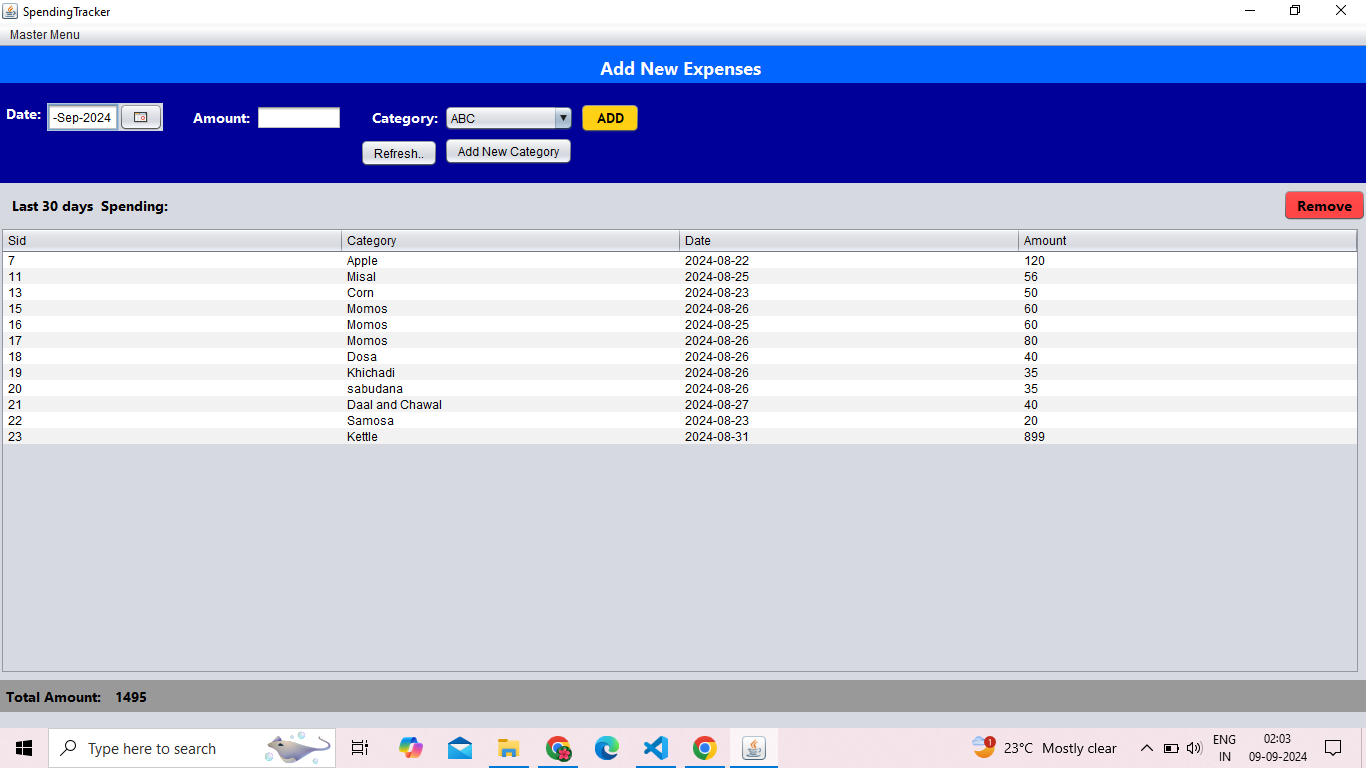 SpendingTracker
Master Menu
Add New Expenses
Date: -Sep-2024 Amount: Category: ABC ADD
Refresh.. Add New Category
Last 30 days Spending: Remove
Sid Category Date Amount
7 Apple 2024-08-22 120
11 Misal 2024-08-25 56
13 Corn 2024-08-23 50
15 Momos 2024-08-26 60
16 Momos 2024-08-25 60
17 Momos 2024-08-26 80
18 Dosa 2024-08-26 40
19 Khichadi 2024-08-26 35
20 sabudana 2024-08-26 35
21 Daal and Chawal 2024-08-27 40
22 Samosa 2024-08-23 20
23 Kettle 2024-08-31 899
Total Amount: 1495
Type here to search 1 23°C Mostly clear ENG 02:03
IN 09-09-2024